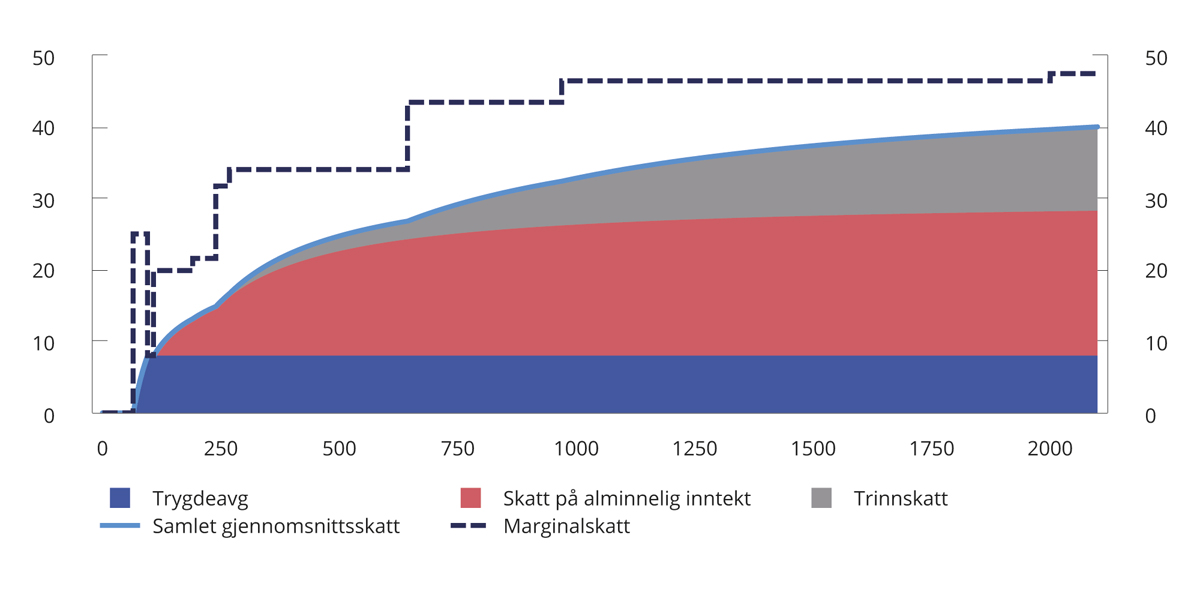 50 50
40 40
30 30
20 20
10 10
0 0
0 250 500 750 1000 1250 1500 1750 2000
Trygdeavg Skatt på alminnelig inntekt Trinnskatt
Samlet gjennomsnittsskatt Marginalskatt